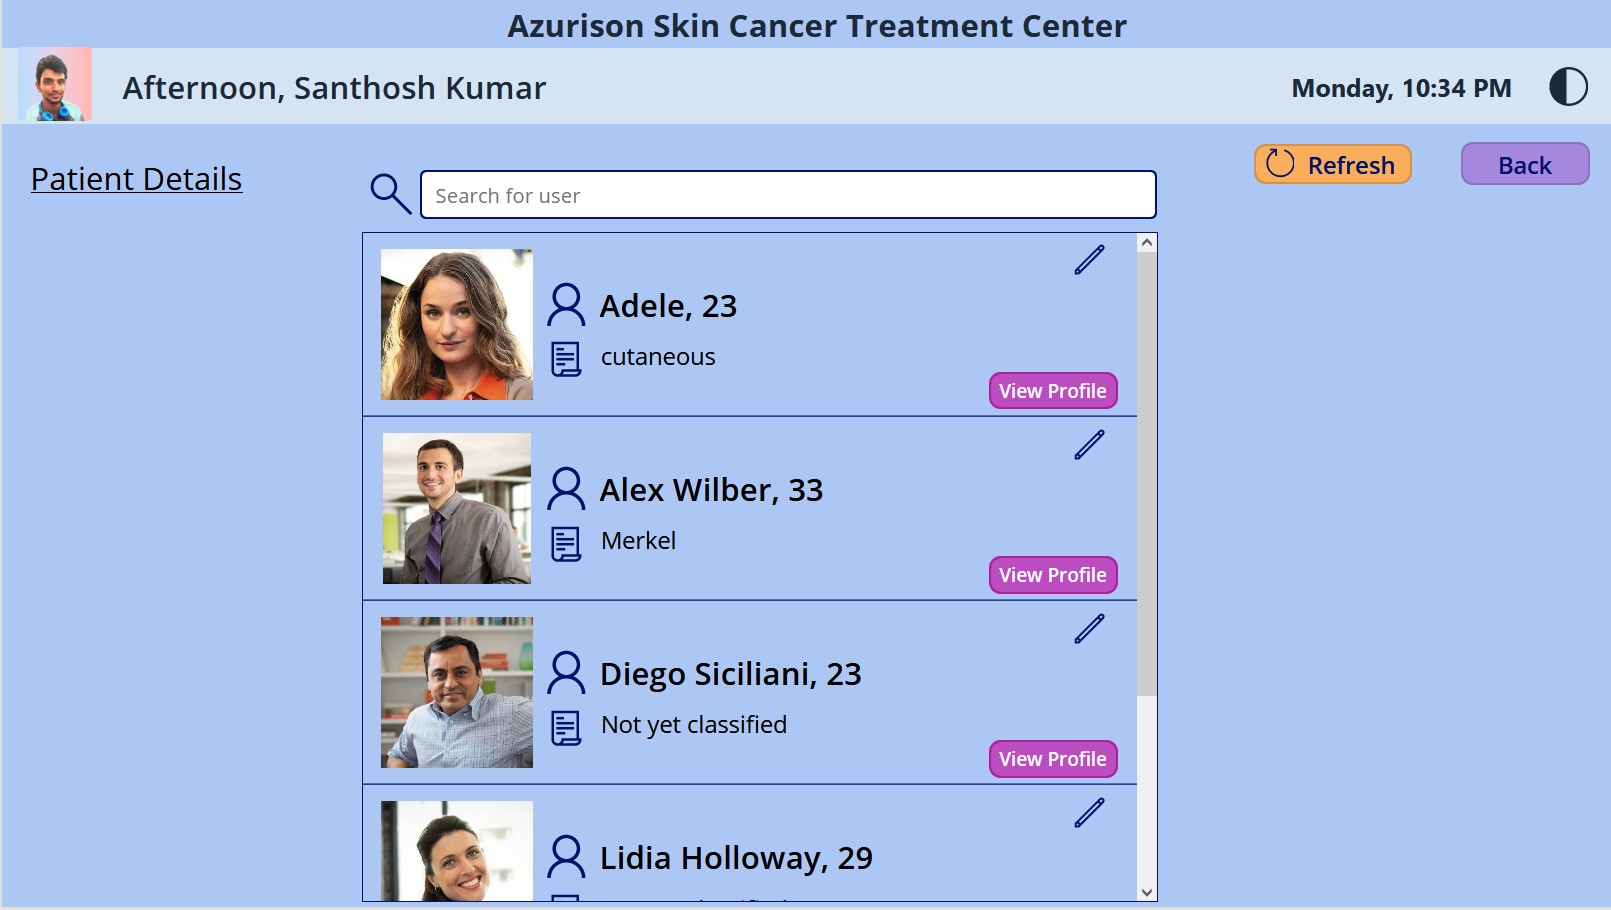 Azurison Skin Cancer Treatment Center
Afternoon, Santhosh Kumar
Monday, 10:34 PM
Refresh
Back
Patient Details
Search for user
Adele, 23
cutaneous
View Profile
Alex Wilber, 33
Merkel
View Profile
Diego Siciliani, 23
Not yet classified
View Profile
Lidia Holloway, 29